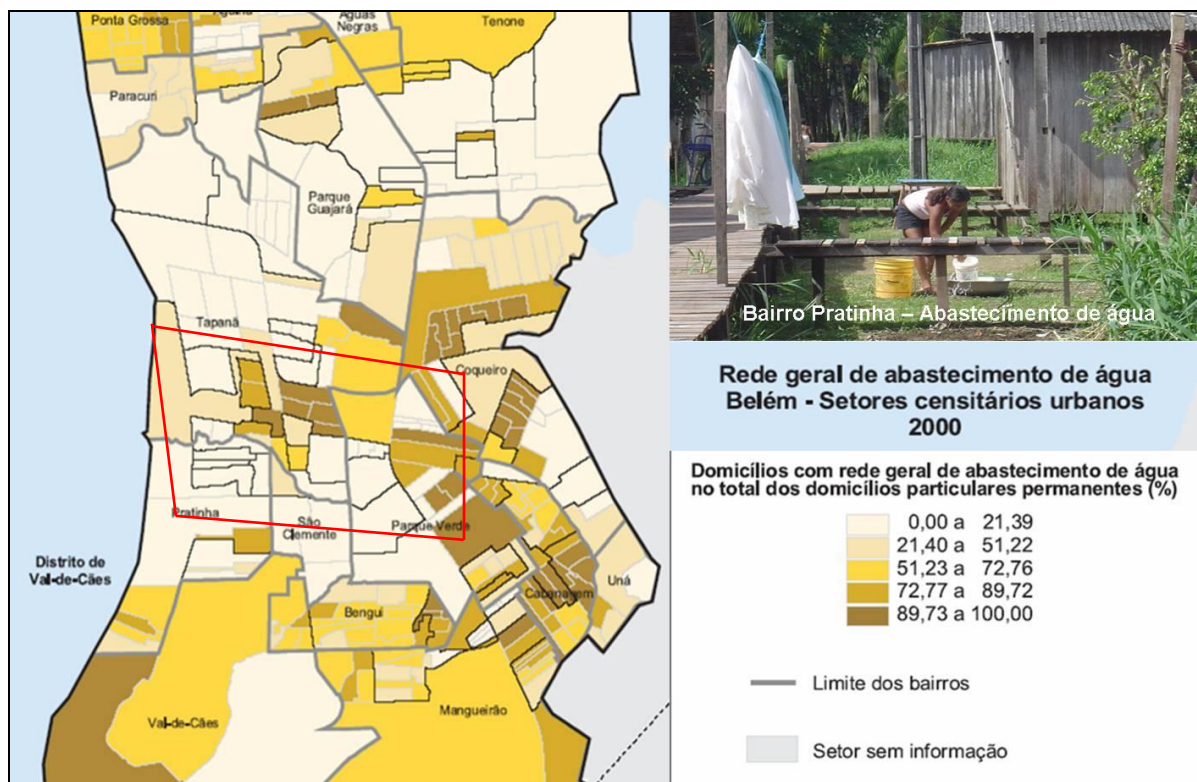 Ponta Grossa
Águas
Negras
Tenone
Paracuri
Parque
Guajará
Tapanã
Coqueiro
Pratinha
São
Clemente
Parque Verde
Distrito de
Val-de-Cães
Bengui
Cabanagem
Uná
Val-de-Cães
Mangueirão
Bairro Pratinha – Abastecimento de água
Rede geral de abastecimento de água
Belém - Setores censitários urbanos
2000
Domicílios com rede geral de abastecimento de água
no total dos domicílios particulares permanentes (%)
0,00 a 21,39
21,40 a 51,22
51,23 a 72,76
72,77 a 89,72
89,73 a 100,00
Limite dos bairros
Setor sem informação